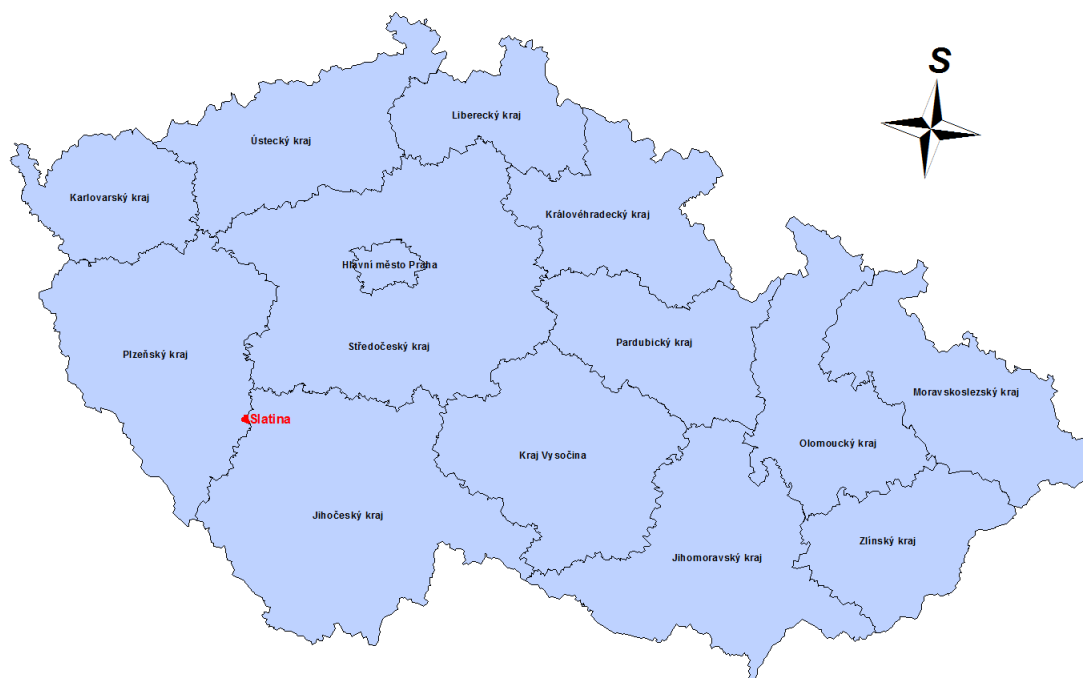 S
Liberecký kraj
Ústecký kraj
Karlovarský kraj
Královéhradecký kraj
Hlavní město Praha
Středočeský kraj
Pardubický kraj
Plzeňský kraj
Moravskoslezský kraj
Slatina
Olomoucký kraj
Kraj Vysočina
Jihočeský kraj
Zlínský kraj
Jihomoravský kraj